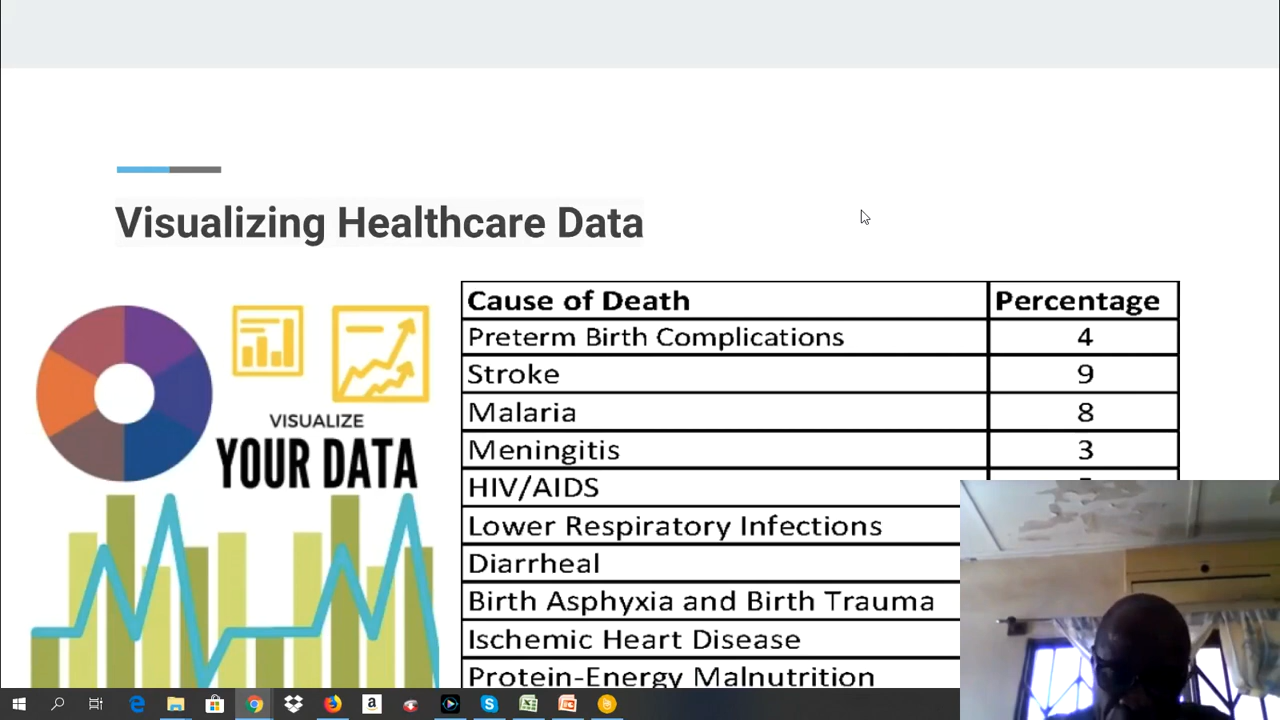 Visualizing Healthcare Data
VISUALIZE
YOUR DATA
Cause of Death Percentage
Preterm Birth Complications 4
Stroke 9
Malaria 8
Meningitis 3
HIV/AIDS
Lower Respiratory Infections
Diarrheal
Birth Asphyxia and Birth Trauma
Ischemic Heart Disease
Protein-Energy Malnutrition